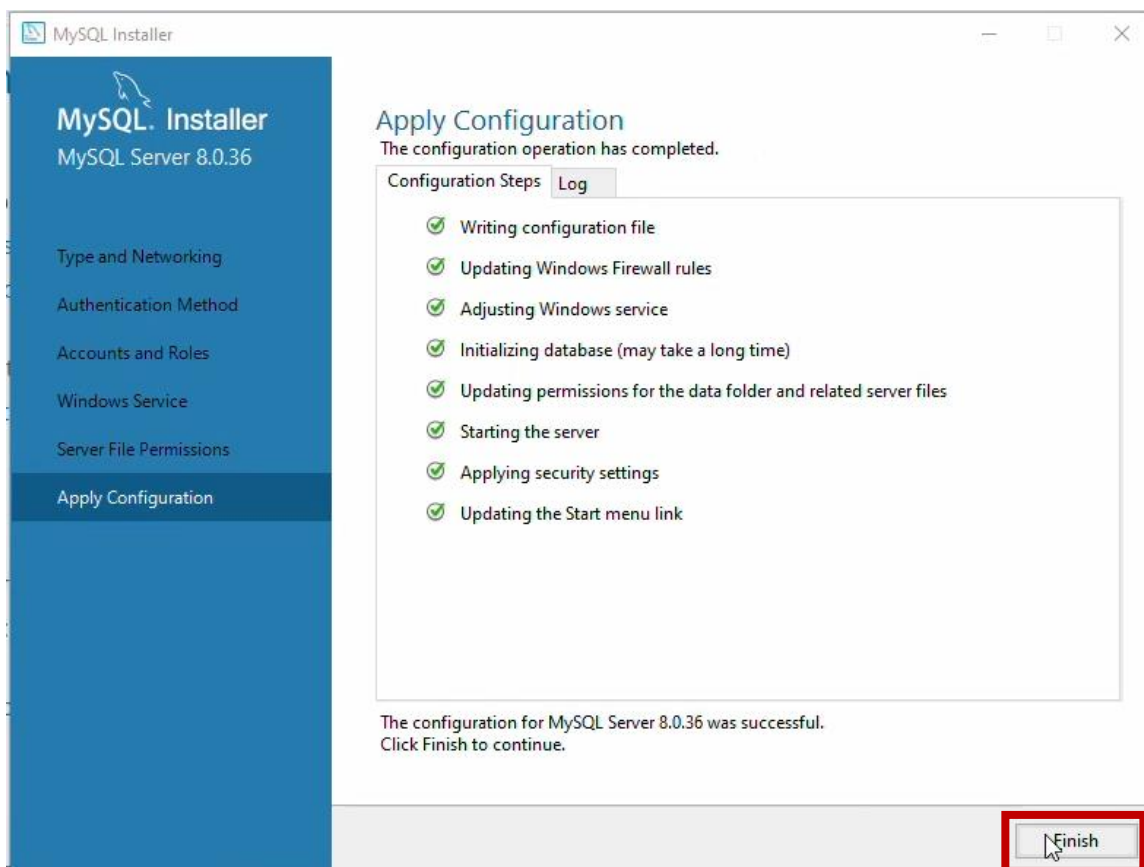 MySQL Installer
MySQL. Installer
MySQL Server 8.0.36
Type and Networking
Authentication Method
Accounts and Roles
Windows Service
Server File Permissions
Apply Configuration
Apply Configuration
The configuration operation has completed.
Configuration Steps Log
Writing configuration file
Updating Windows Firewall rules
Adjusting Windows service
Initializing database (may take a long time)
Updating permissions for the data folder and related server files
Starting the server
Applying security settings
Updating the Start menu link
The configuration for MySQL Server 8.0.36 was successful.
Click Finish to continue.
Finish